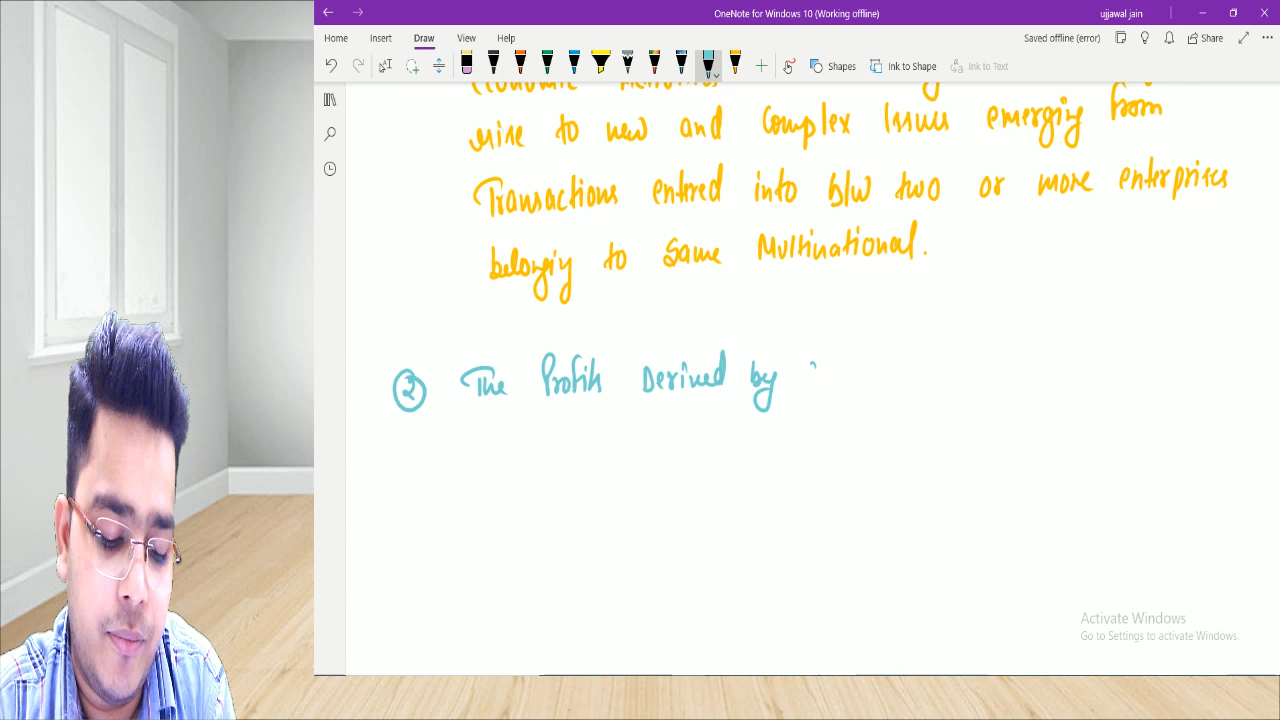 OneNote for Windows 10 (Working offline)
ujjawal jain
Home Insert Draw View Help
Saved offline (error) Share
Shapes Ink to Shape Ink to Text
to new and Complex Issues emerging from
Transactions entered into b/w two or more enterprises
belonging to Same Multinational.
② The Profits Derived by
Activate Windows
Go to Settings to activate Windows.